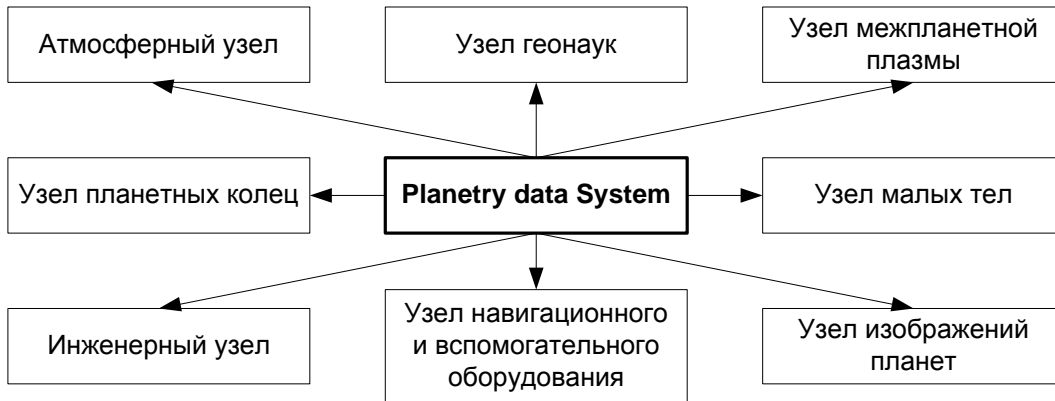 Атмосферный узел
Узел геонаук
Узел межпланетной
плазмы
Узел планетных колец
Planetry data System
Узел малых тел
Инженерный узел
Узел навигационного
и вспомогательного
оборудования
Узел изображений
планет